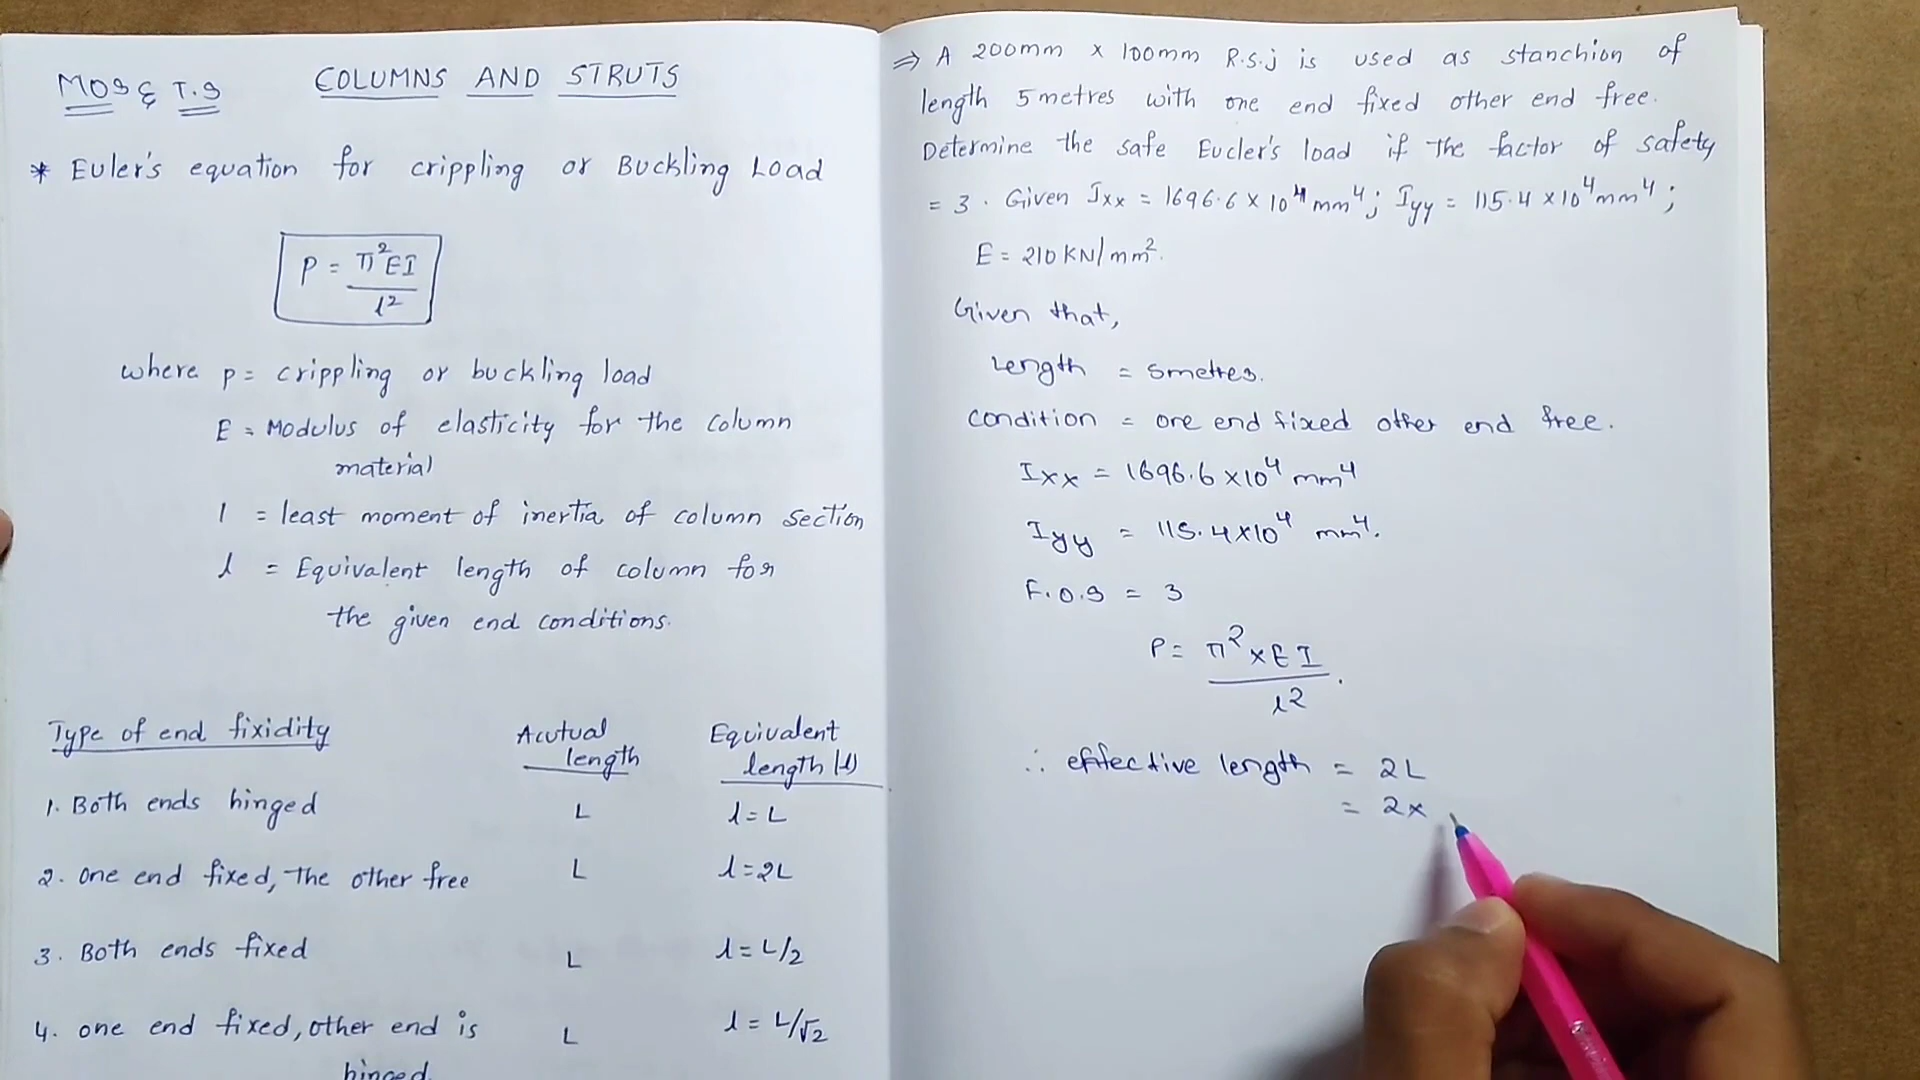 MOS & T.S COLUMNS AND STRUTS
* Euler's equation for crippling or Buckling Load
P = π²EI / l²
where p = crippling or buckling load
E = Modulus of elasticity for the column
material
I = least moment of inertia of column section
l = Equivalent length of column for
the given end conditions.
Type of end fixidity Acutual length Equivalent length (l)
1. Both ends hinged L l = L
2. One end fixed, The other free L l = 2L
3. Both ends fixed L l = L/2
4. one end fixed, other end is L l = L/√2
hinged.
⇒ A 200mm x 100mm R.S.j is used as stanchion of
length 5 metres with one end fixed other end free.
Determine the safe Eucler's load if the factor of safety
= 3. Given Ixx = 1696.6 x 10⁴ mm⁴; Iyy = 115.4 x 10⁴ mm⁴;
E = 210 KN/mm².
Given that,
Length = 5metres.
condition = one end fixed other end free.
Ixx = 1696.6 x 10⁴ mm⁴
Iyy = 115.4 x 10⁴ mm⁴.
F.O.S = 3
P = π² x EI / l².
∴ effective length = 2L
= 2x